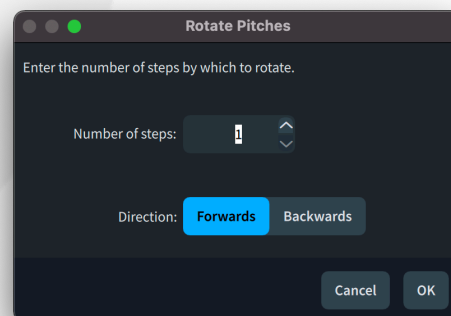 Rotate Pitches
Enter the number of steps by which to rotate.
Number of steps: 1
Direction: Forwards Backwards
Cancel OK